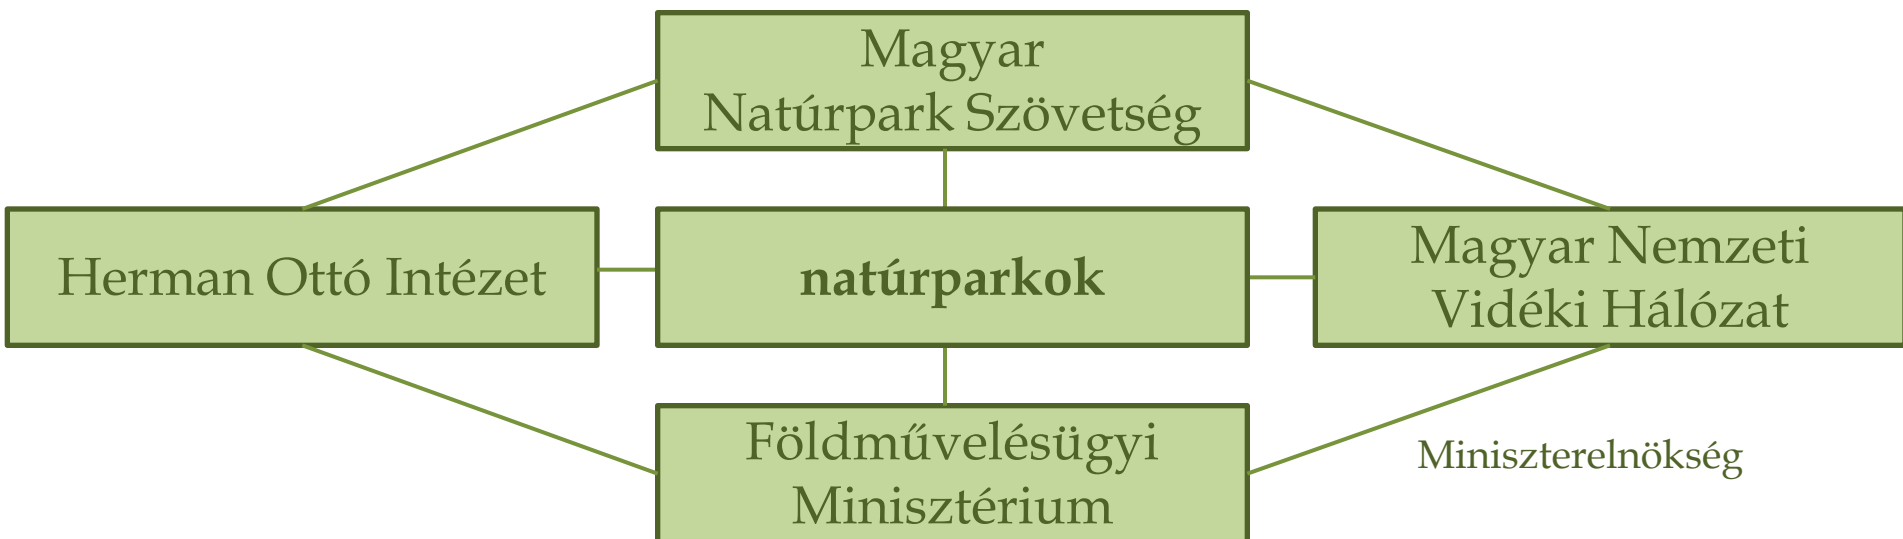 Magyar
Natúrpark Szövetség
Herman Ottó Intézet
natúrparkok
Magyar Nemzeti
Vidéki Hálózat
Földművelésügyi
Minisztérium
Miniszterelnökség